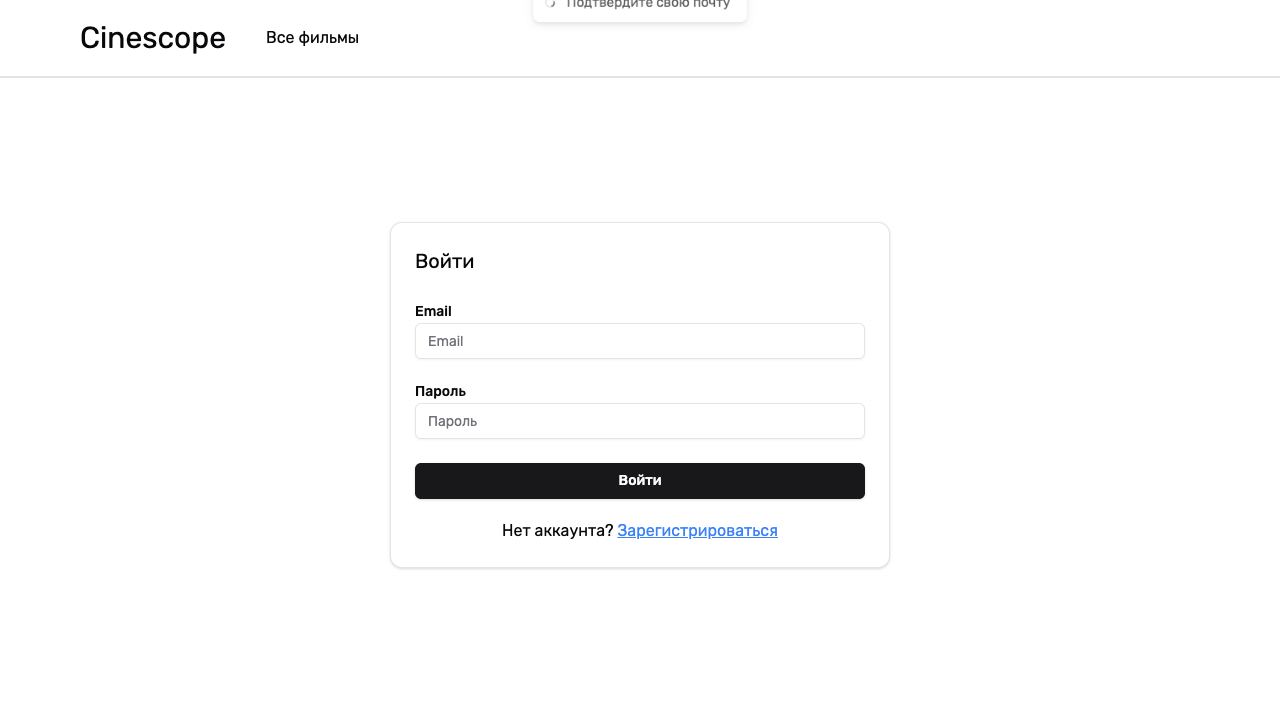 Подтвердите свою почту
Cinescope
Все фильмы
Войти
Email
Email
Пароль
Пароль
Войти
Нет аккаунта? Зарегистрироваться